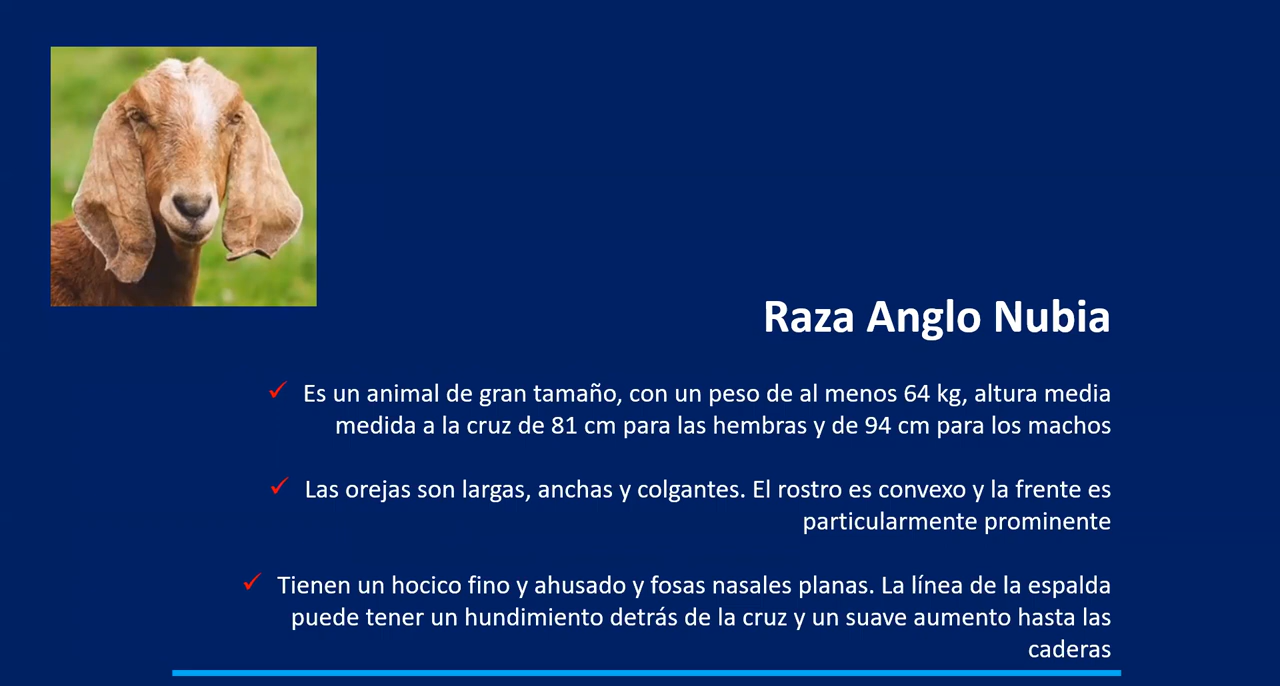 Raza Anglo Nubia
✓ Es un animal de gran tamaño, con un peso de al menos 64 kg, altura media
medida a la cruz de 81 cm para las hembras y de 94 cm para los machos
✓ Las orejas son largas, anchas y colgantes. El rostro es convexo y la frente es
particularmente prominente
✓ Tienen un hocico fino y ahusado y fosas nasales planas. La línea de la espalda
puede tener un hundimiento detrás de la cruz y un suave aumento hasta las
caderas